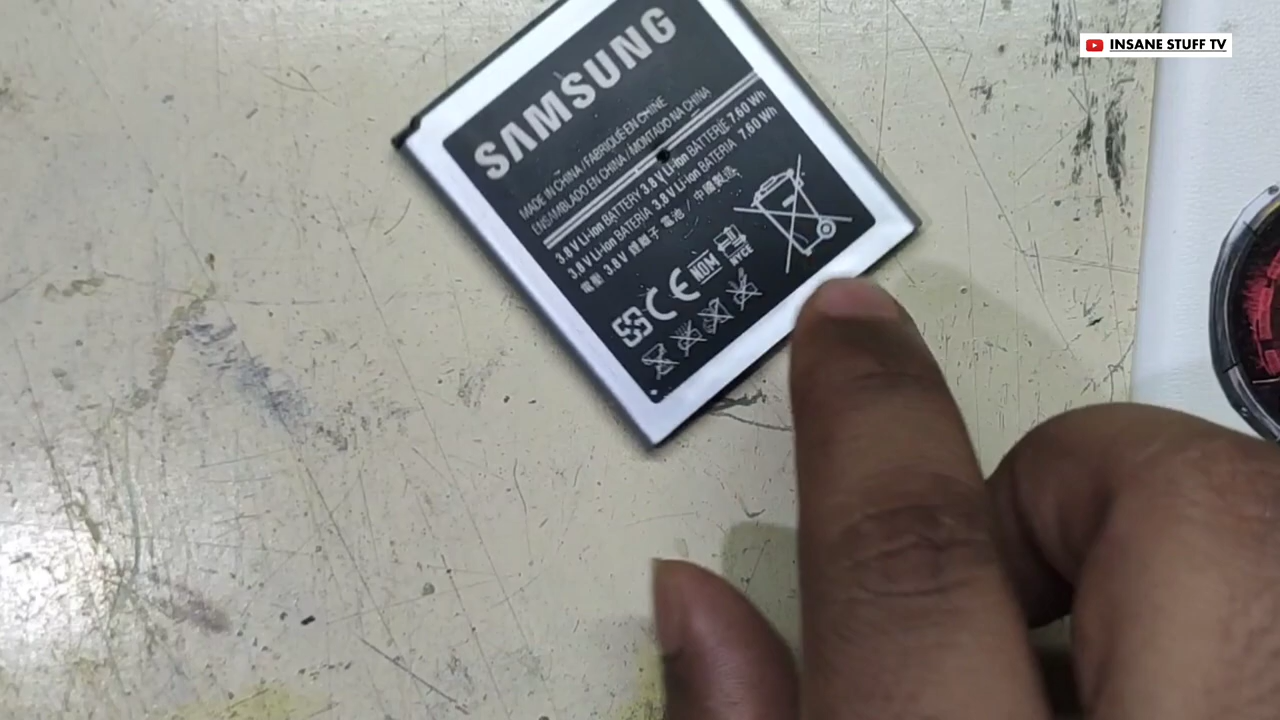 INSANE STUFF TV
SAMSUNG
MADE IN CHINA / FABRIQUÉ EN CHINE
ENSAMBLADO EN CHINA / MONTADO NA CHINA
3.8 V Li-ion BATTERY 3.8 V Li-ion BATTERIE 7.60 Wh
3.8 V Li-ion BATERIA 3.8 V Li-ion BATERIA 7.60 Wh
電壓 3.8 V 鋰離子 電池 / 中國製造
CE NOM NYCE